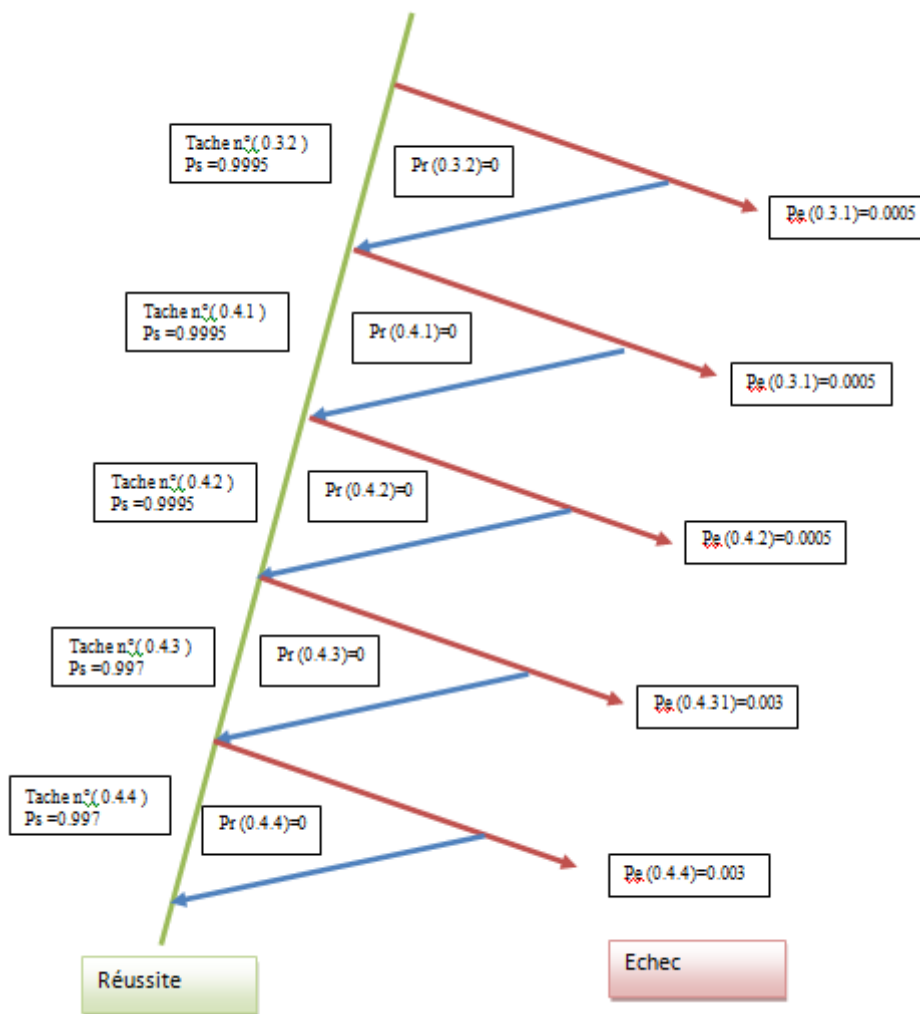 Tache n°( 0.3.2 )
Ps =0.9995
Pr (0.3.2)=0
Pe (0.3.1)=0.0005
Tache n°( 0.4.1 )
Ps =0.9995
Pr (0.4.1)=0
Pe (0.3.1)=0.0005
Tache n°( 0.4.2 )
Ps =0.9995
Pr (0.4.2)=0
Pe (0.4.2)=0.0005
Tache n°( 0.4.3 )
Ps =0.997
Pr (0.4.3)=0
Pe (0.4.31)=0.003
Tache n°( 0.4.4 )
Ps =0.997
Pr (0.4.4)=0
Pe (0.4.4)=0.003
Réussite
Echec